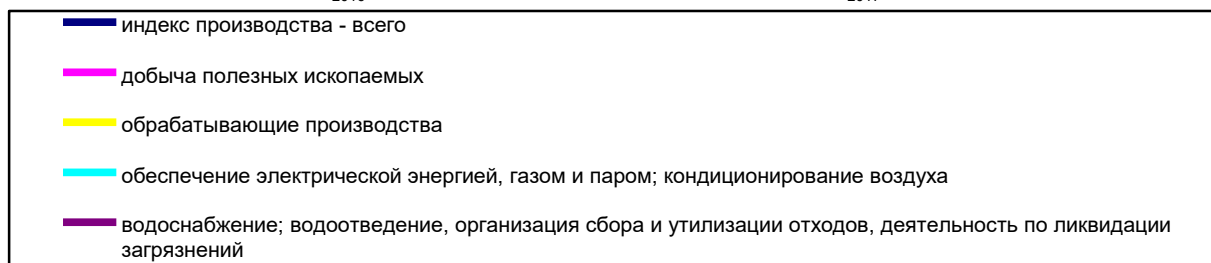 индекс производства - всего
добыча полезных ископаемых
обрабатывающие производства
обеспечение электрической энергией, газом и паром; кондиционирование воздуха
водоснабжение; водоотведение, организация сбора и утилизации отходов, деятельность по ликвидации
загрязнений